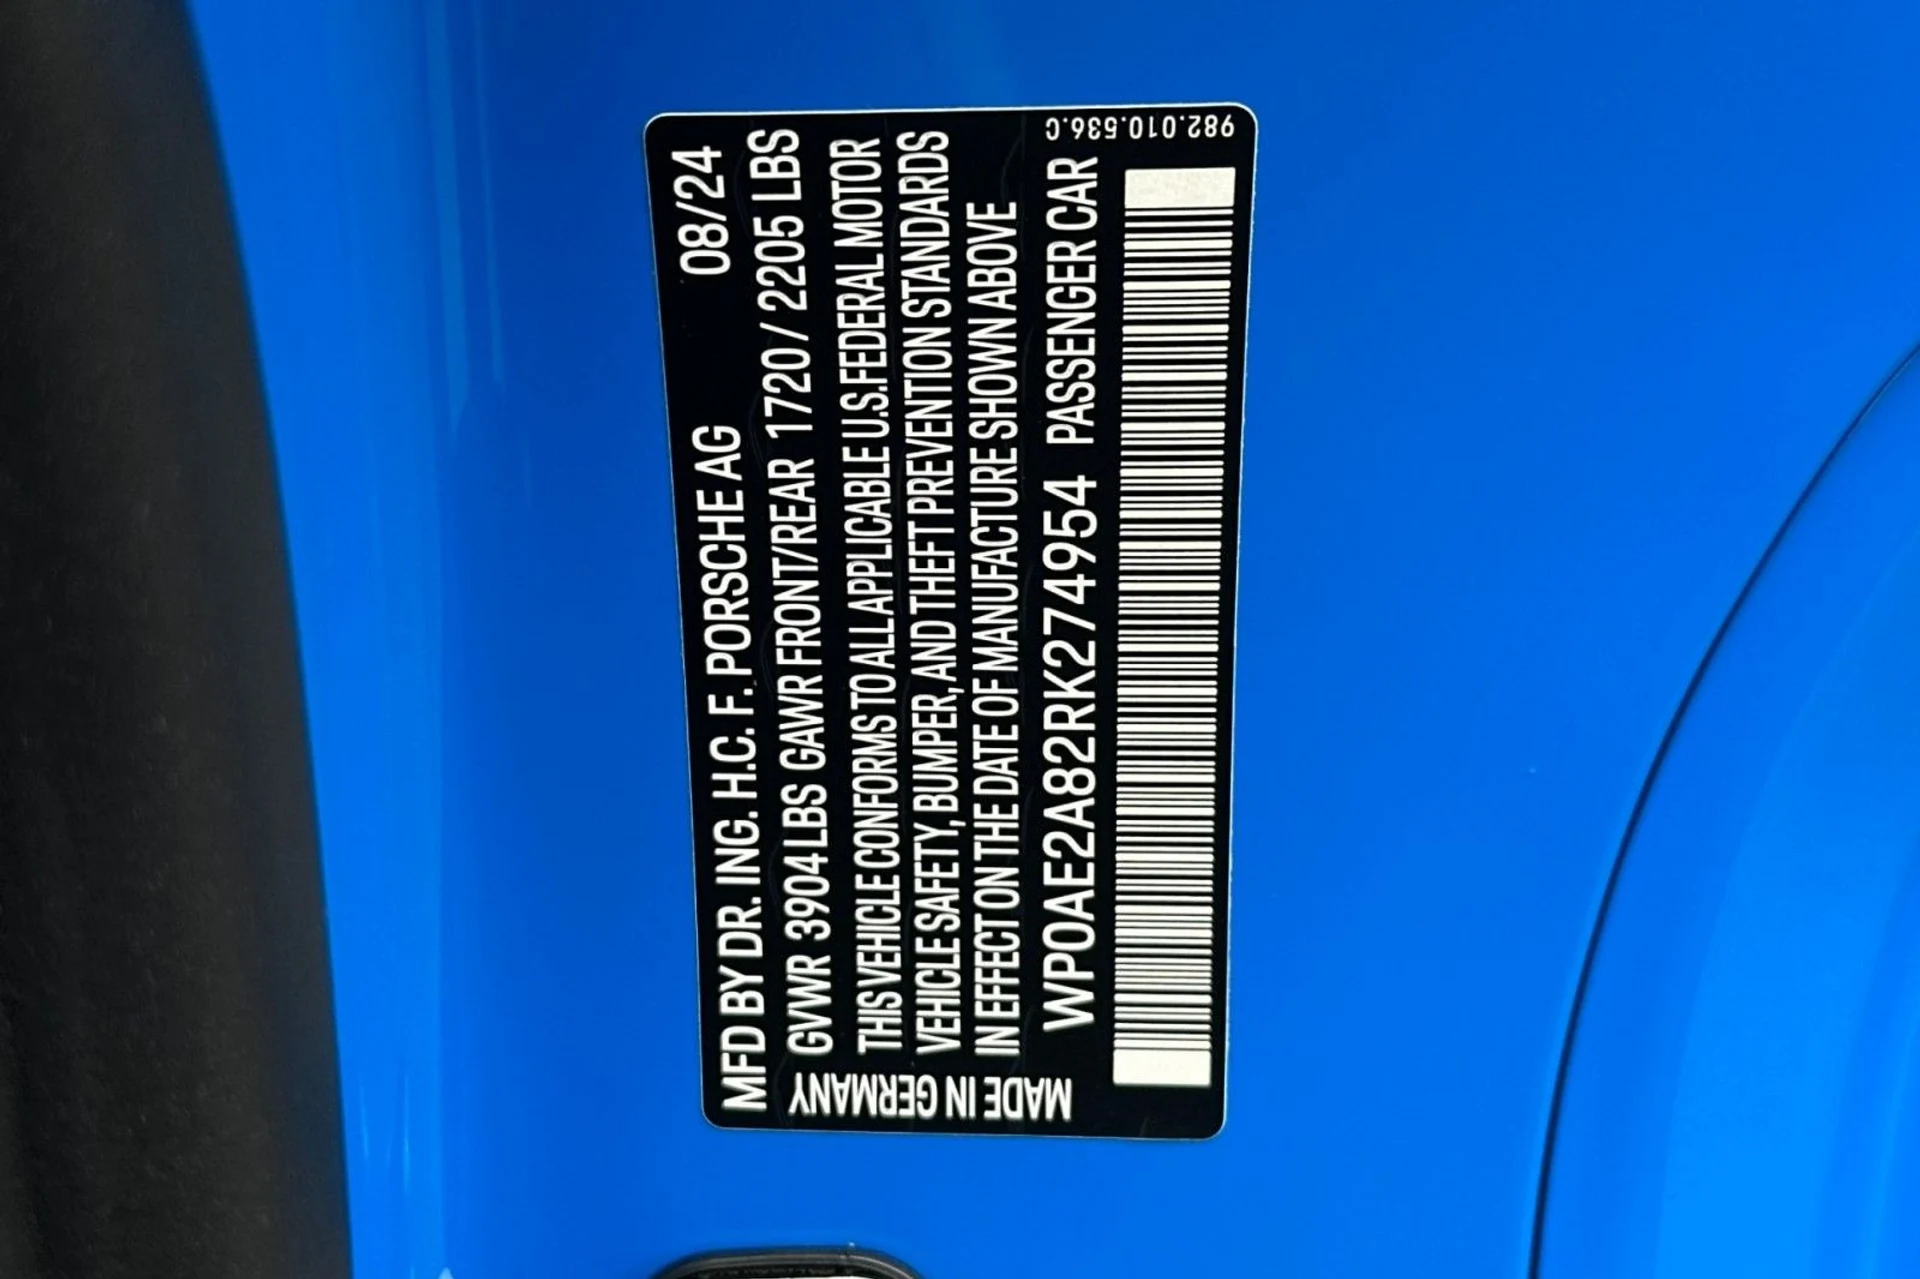 MFD BY DR. ING. H.C. F. PORSCHE AG 08/24
GVWR 3904 LBS GAWR FRONT/REAR 1720 / 2205 LBS
THIS VEHICLE CONFORMS TO ALL APPLICABLE U.S. FEDERAL MOTOR
VEHICLE SAFETY, BUMPER, AND THEFT PREVENTION STANDARDS
IN EFFECT ON THE DATE OF MANUFACTURE SHOWN ABOVE
WP0AE2A82RK274954 PASSENGER CAR
MADE IN GERMANY
982.010.536.C